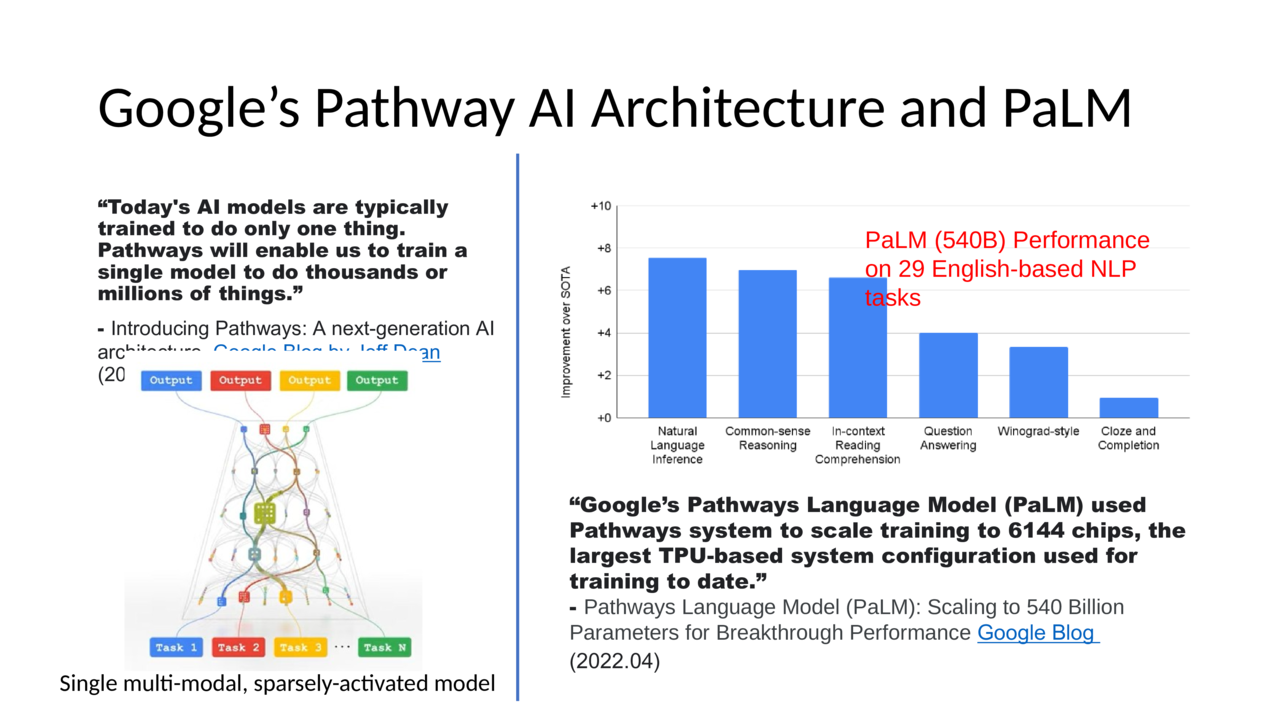 Google’s Pathway AI Architecture and PaLM
“Today's AI models are typically
trained to do only one thing.
Pathways will enable us to train a
single model to do thousands or
millions of things.”
- Introducing Pathways: A next-generation AI
architecture, Google Blog by Jeff Dean
(20
Output Output Output Output
Task 1 Task 2 Task 3 ... Task N
Single multi-modal, sparsely-activated model
Improvement over SOTA
+10
+8
+6
+4
+2
+0
PaLM (540B) Performance
on 29 English-based NLP
tasks
Natural
Language
Inference
Common-sense
Reasoning
In-context
Reading
Comprehension
Question
Answering
Winograd-style
Cloze and
Completion
“Google’s Pathways Language Model (PaLM) used
Pathways system to scale training to 6144 chips, the
largest TPU-based system configuration used for
training to date.”
- Pathways Language Model (PaLM): Scaling to 540 Billion
Parameters for Breakthrough Performance Google Blog
(2022.04)